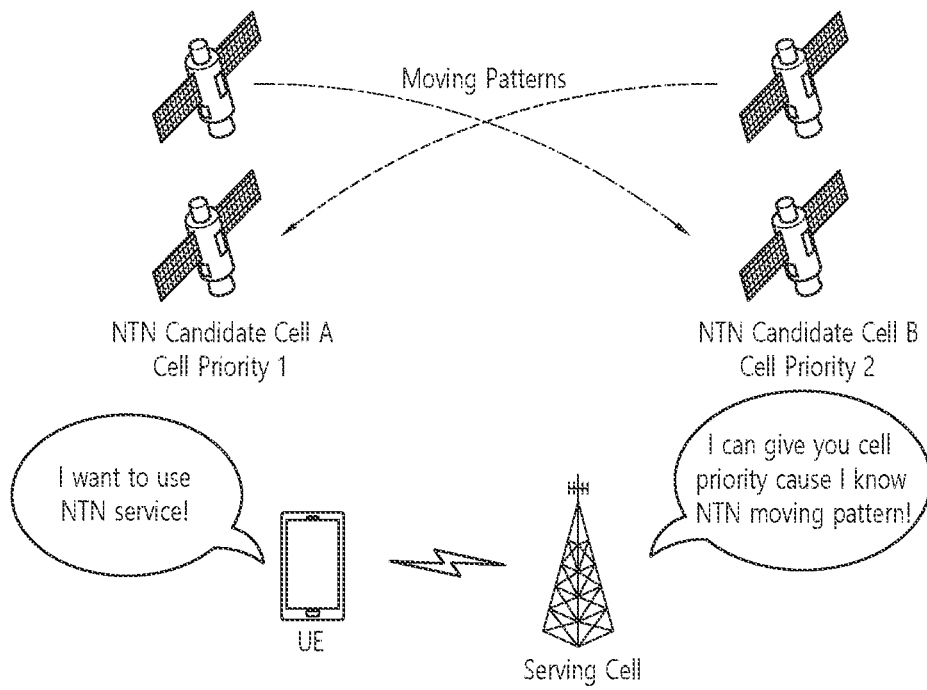 Moving Patterns
NTN Candidate Cell A
Cell Priority 1
NTN Candidate Cell B
Cell Priority 2
I want to use
NTN service!
I can give you cell
priority cause I know
NTN moving pattern!
UE
Serving Cell